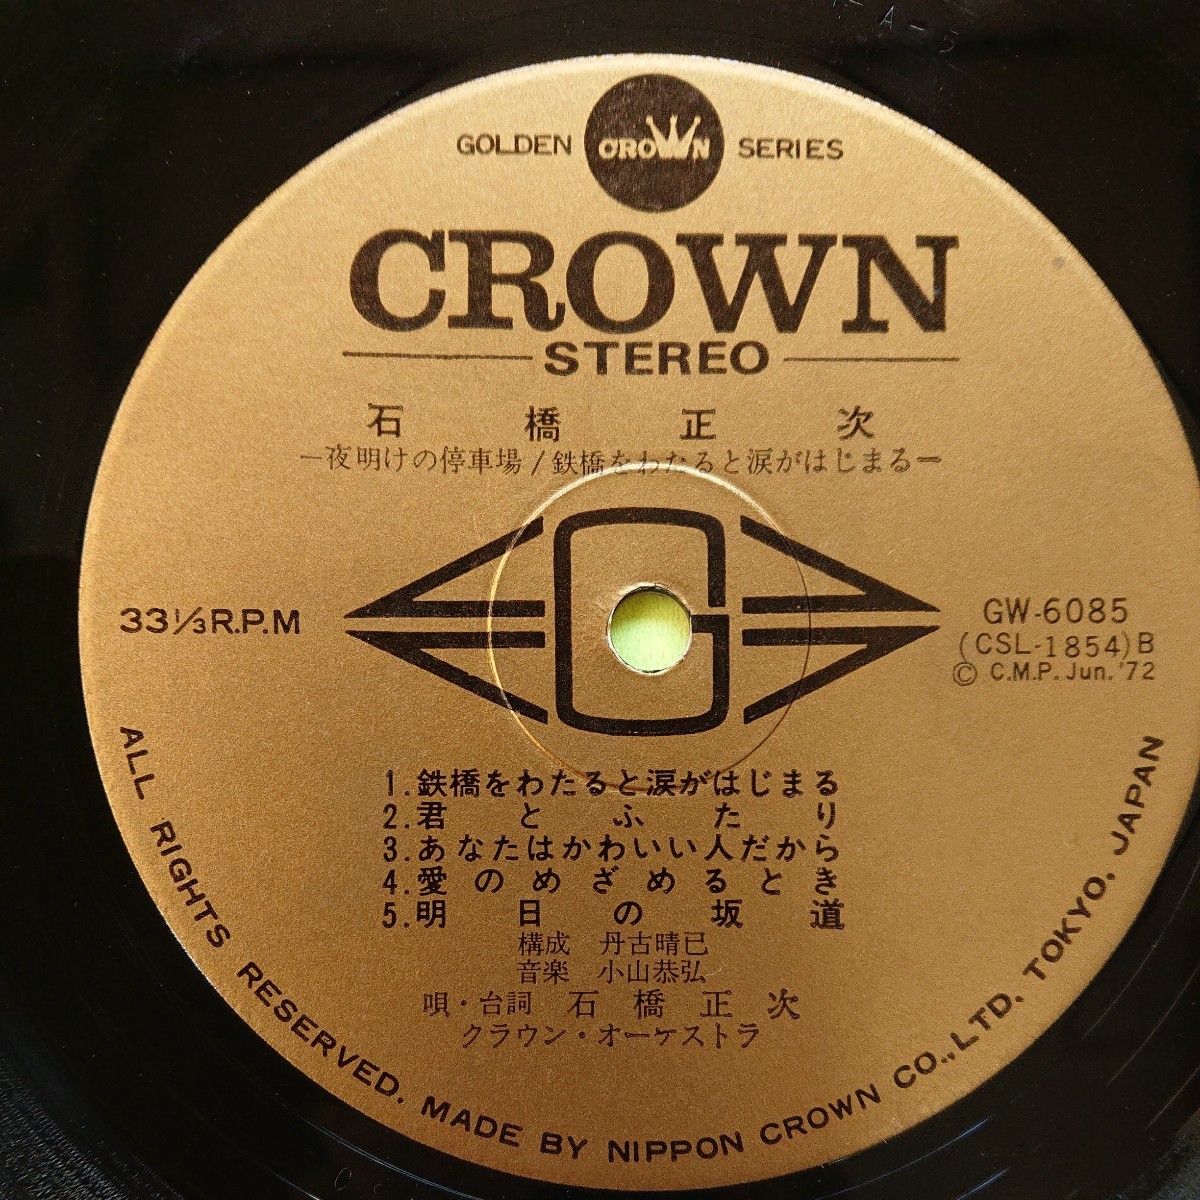 GOLDEN CROWN SERIES
CROWN
STEREO
石橋正次
―夜明けの停車場/鉄橋をわたると涙がはじまる―
G
33⅓R.P.M
GW-6085
(CSL-1854)B
© C.M.P. Jun. '72
1.鉄橋をわたると涙がはじまる
2.君とふたり
3.あなたはかわいい人だから
4.愛のめざめるとき
5.明日の坂道
構成 丹古晴已
音楽 小山恭弘
唄・台詞 石橋正次
クラウン・オーケストラ
ALL RIGHTS RESERVED. MADE BY NIPPON CROWN CO.,LTD. TOKYO, JAPAN